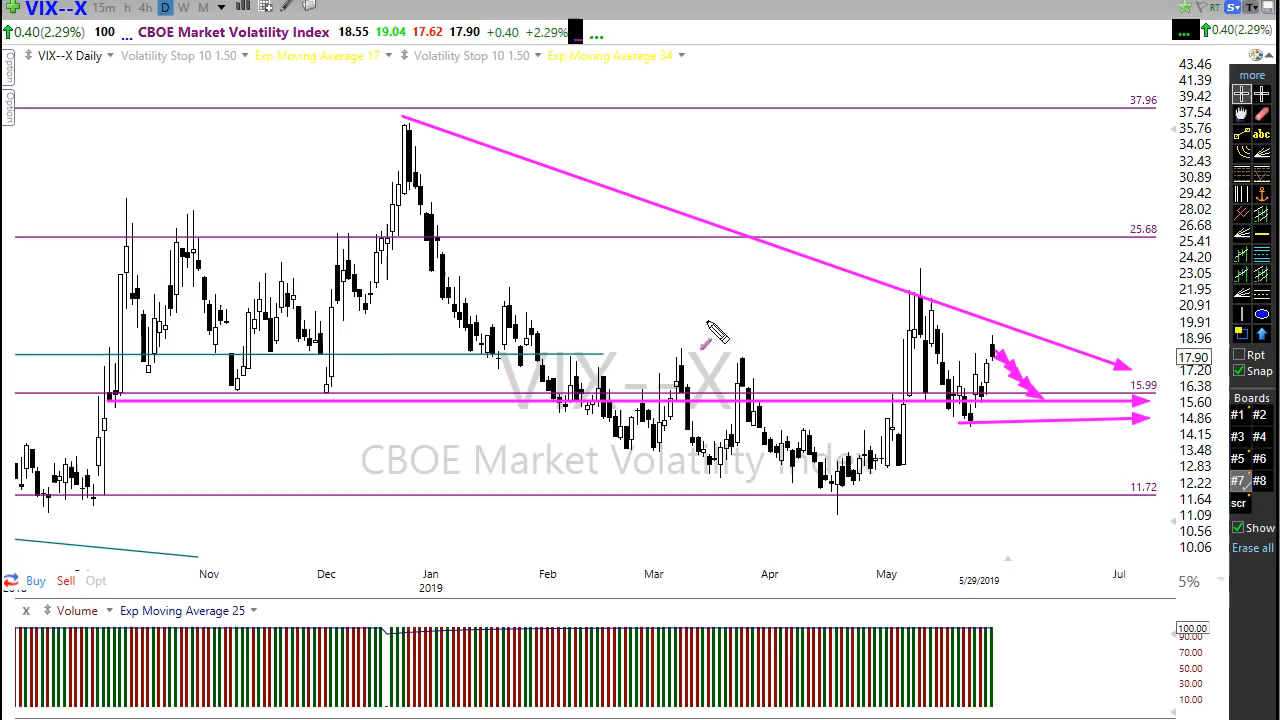 VIX--X 15m h 4h D W M RT S T
0.40(2.29%) 100 ... CBOE Market Volatility Index 18.55 19.04 17.62 17.90 +0.40 +2.29% ... ... 0.40(2.29%)
VIX--X Daily Volatility Stop 10 1.50 Exp Moving Average 17 Volatility Stop 10 1.50 Exp Moving Average 34
Option
Option
37.96
25.68
15.99
11.72
VIX--X
CBOE Market Volatility Index
43.46
41.39
39.42
37.54
35.76
34.05
32.43
30.89
29.42
28.02
26.68
25.41
24.20
23.05
21.95
20.91
19.91
18.96
17.90
17.20
16.38
15.60
14.86
14.15
13.48
12.83
12.22
11.64
11.09
10.56
10.06
more
abc
Rpt
Snap
Boards
#1 #2
#3 #4
#5 #6
#7 #8
scr
Show
Erase all
Nov Dec Jan Feb Mar Apr May 5/29/2019 Jul
2019
Buy Sell Opt
5%
x Volume Exp Moving Average 25
100.00
90.00
70.00
50.00
30.00
10.00